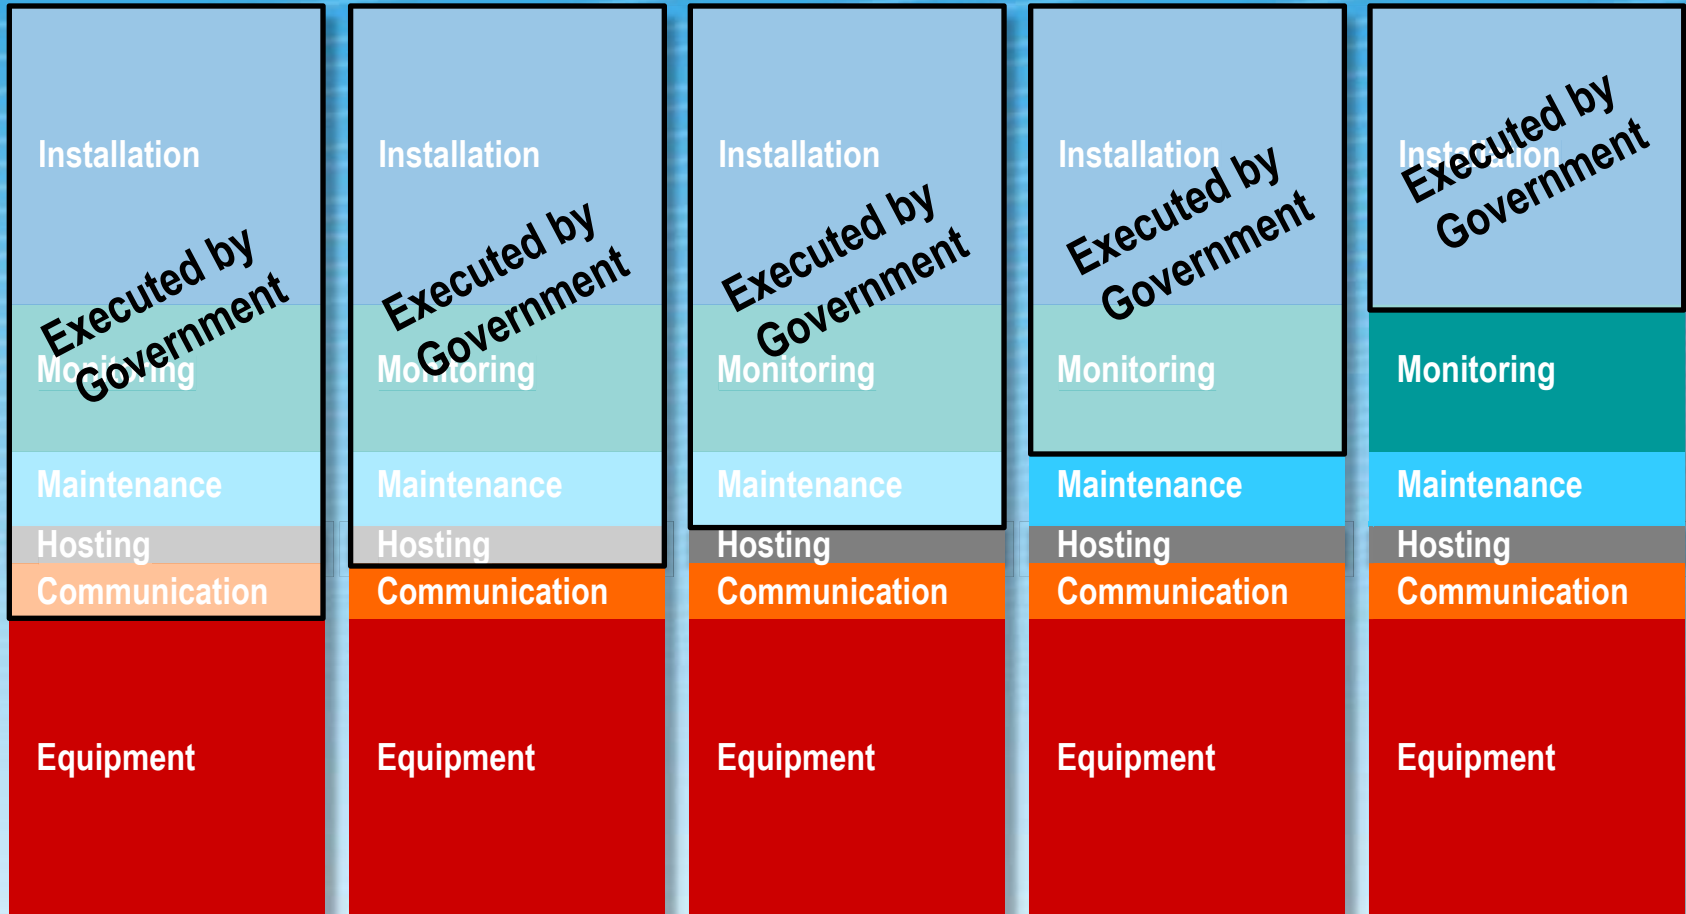 Installation
Executed by
Government
Monitoring
Maintenance
Hosting
Communication
Equipment
Installation
Executed by
Government
Monitoring
Maintenance
Hosting
Communication
Equipment
Installation
Executed by
Government
Monitoring
Maintenance
Hosting
Communication
Equipment
Installation
Executed by
Government
Monitoring
Maintenance
Hosting
Communication
Equipment
Installation
Executed by
Government
Monitoring
Maintenance
Hosting
Communication
Equipment